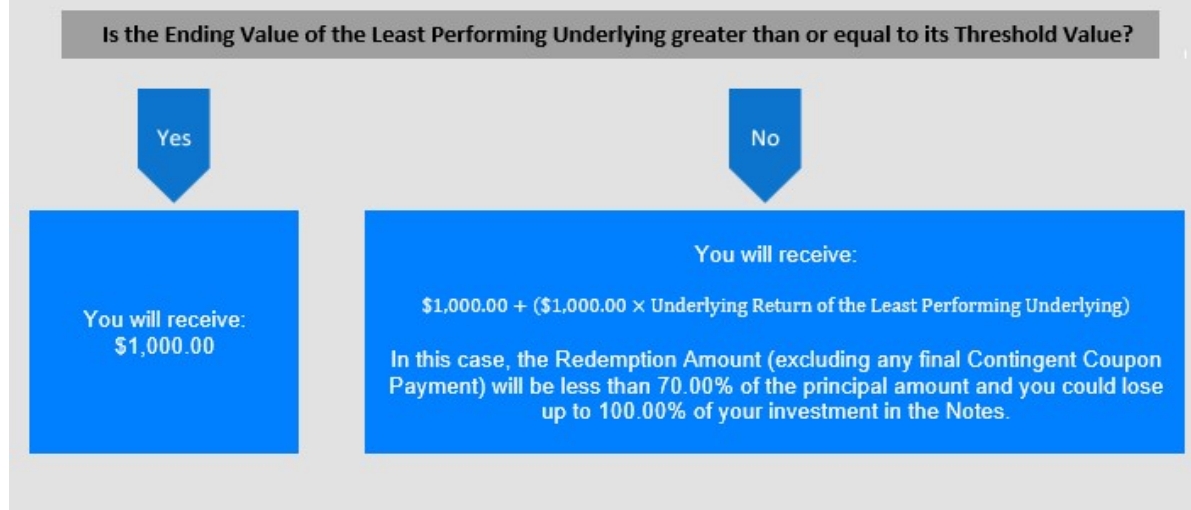 Is the Ending Value of the Least Performing Underlying greater than or equal to its Threshold Value?
Yes
No
You will receive:
$1,000.00
You will receive:
$1,000.00 + ($1,000.00 × Underlying Return of the Least Performing Underlying)
In this case, the Redemption Amount (excluding any final Contingent Coupon
Payment) will be less than 70.00% of the principal amount and you could lose
up to 100.00% of your investment in the Notes.